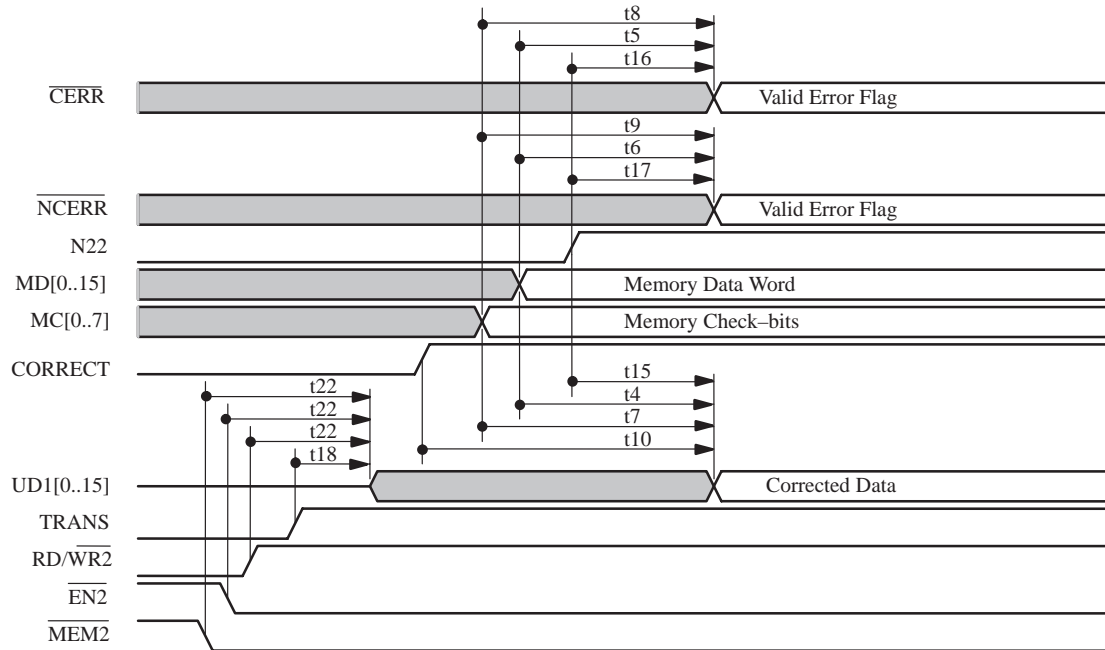 t8
t5
t16
CERR Valid Error Flag
t9
t6
t17
NCERR Valid Error Flag
N22
MD[0..15] Memory Data Word
MC[0..7] Memory Check–bits
CORRECT
t15
t22
t4
t22
t7
t22
t10
t18
UD1[0..15] Corrected Data
TRANS
RD/WR2
EN2
MEM2